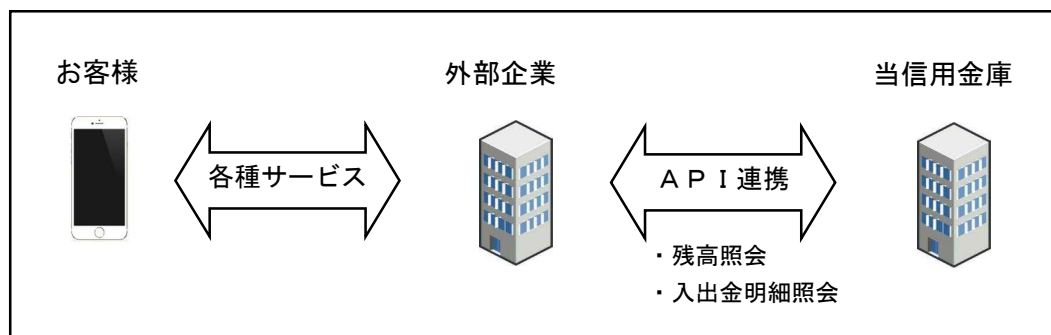 お客様
外部企業
当信用金庫
各種サービス
ＡＰＩ連携
・残高照会
・入出金明細照会